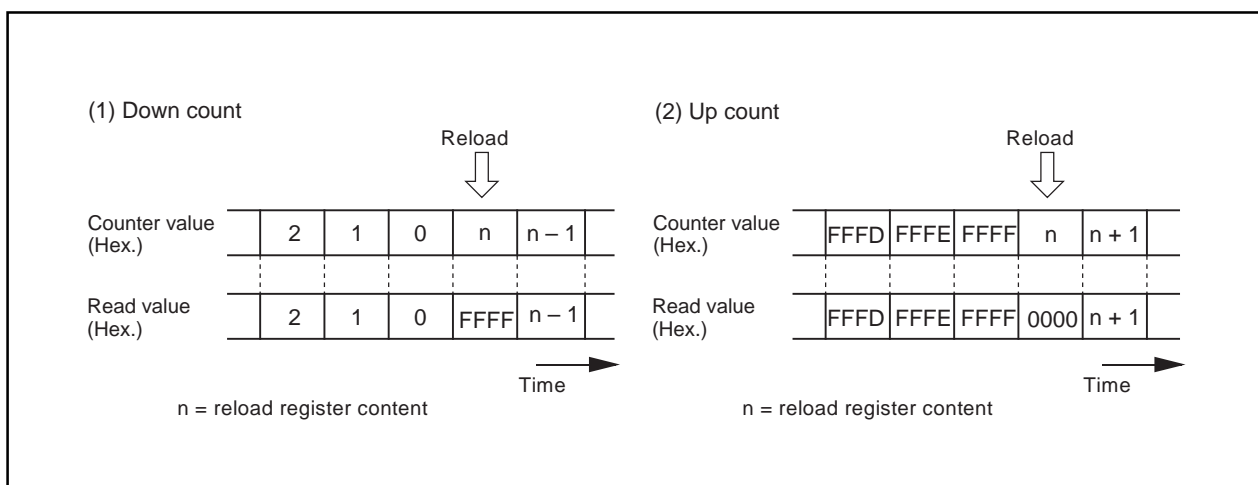 (1) Down count
Reload
Counter value
(Hex.)
2 1 0 n n – 1
Read value
(Hex.)
2 1 0 FFFF n – 1
Time
n = reload register content
(2) Up count
Reload
Counter value
(Hex.)
FFFD FFFE FFFF n n + 1
Read value
(Hex.)
FFFD FFFE FFFF 0000 n + 1
Time
n = reload register content